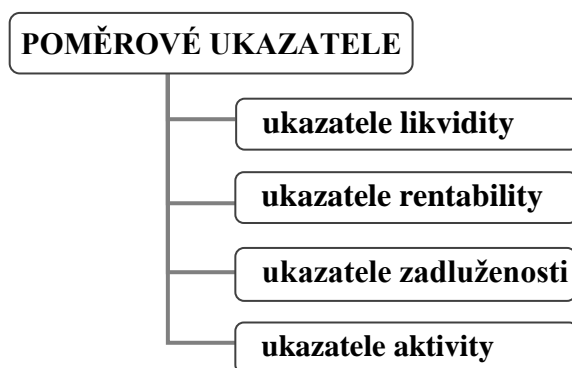 POMĚROVÉ UKAZATELE
ukazatele likvidity
ukazatele rentability
ukazatele zadluženosti
ukazatele aktivity